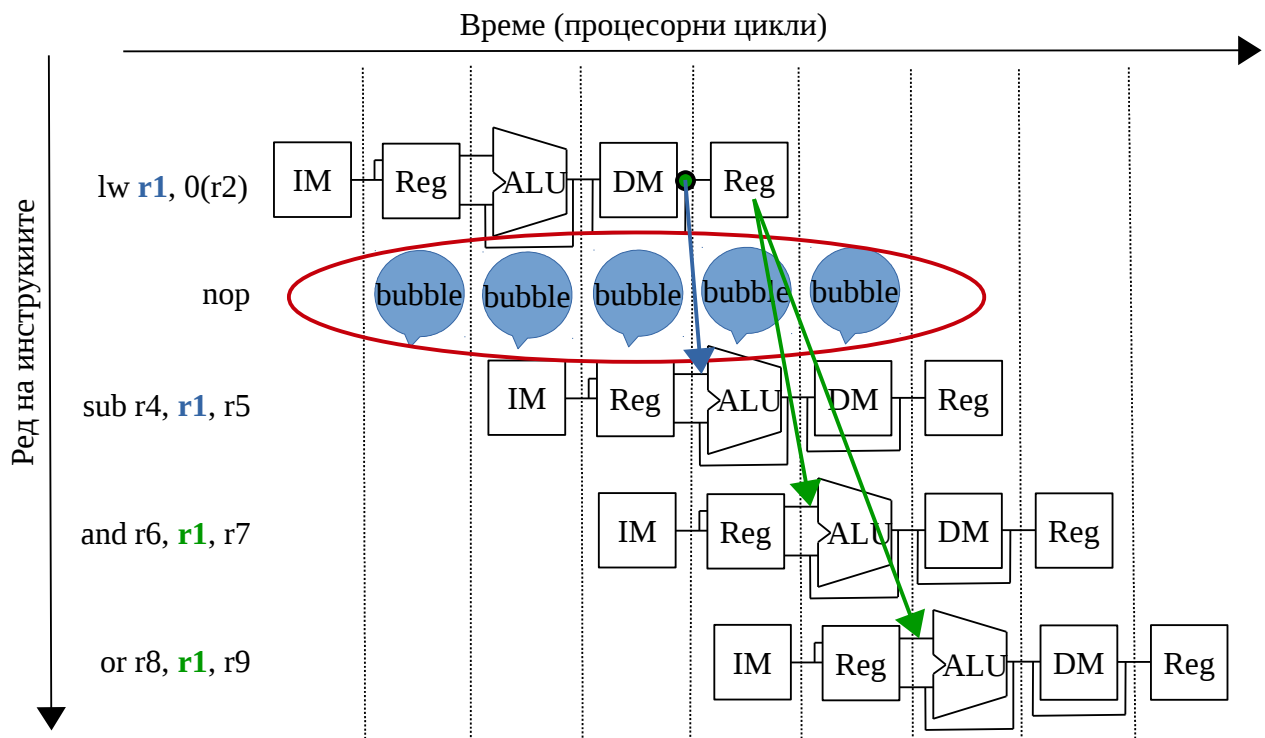 Време (процесорни цикли)
Ред на инструкиите
lw r1, 0(r2) IM Reg ALU DM Reg
nop bubble bubble bubble bubble bubble
sub r4, r1, r5 IM Reg ALU DM Reg
and r6, r1, r7 IM Reg ALU DM Reg
or r8, r1, r9 IM Reg ALU DM Reg